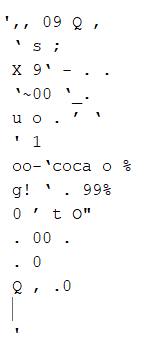 ',, 09 Q ,
‘ s ;
X 9‘ – . .
‘~00 ‘_.
u o . ’ ‘
' 1
oo–‘coca o %
g! ‘ . 99%
0 ’ t O"
. 00 .
. 0
Q , .0
|
'